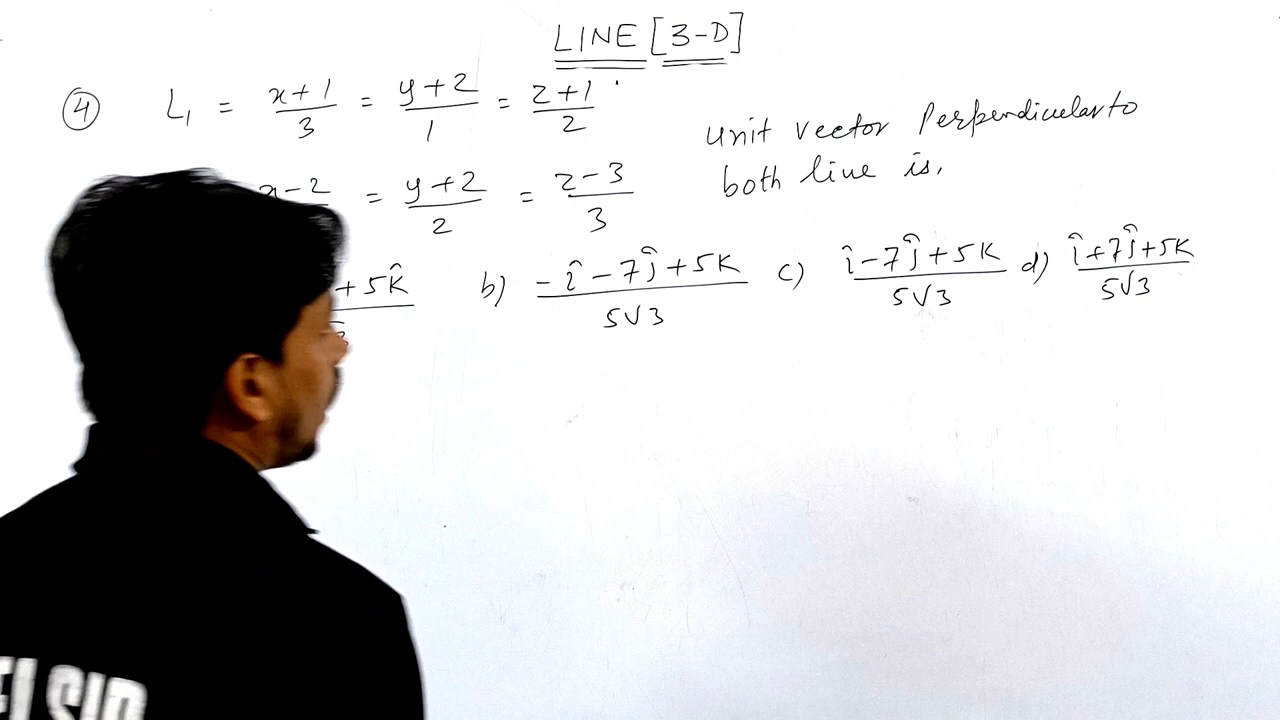 LINE [3-D]
④ L₁ = x+1/3 = y+2/1 = z+1/2
x-2 = y+2/2 = z-3/3
unit vector Perpendicular to
both line is,
+5k̂ b) -î-7ĵ+5K/5√3 c) î-7ĵ+5K/5√3 d) î+7ĵ+5K/5√3